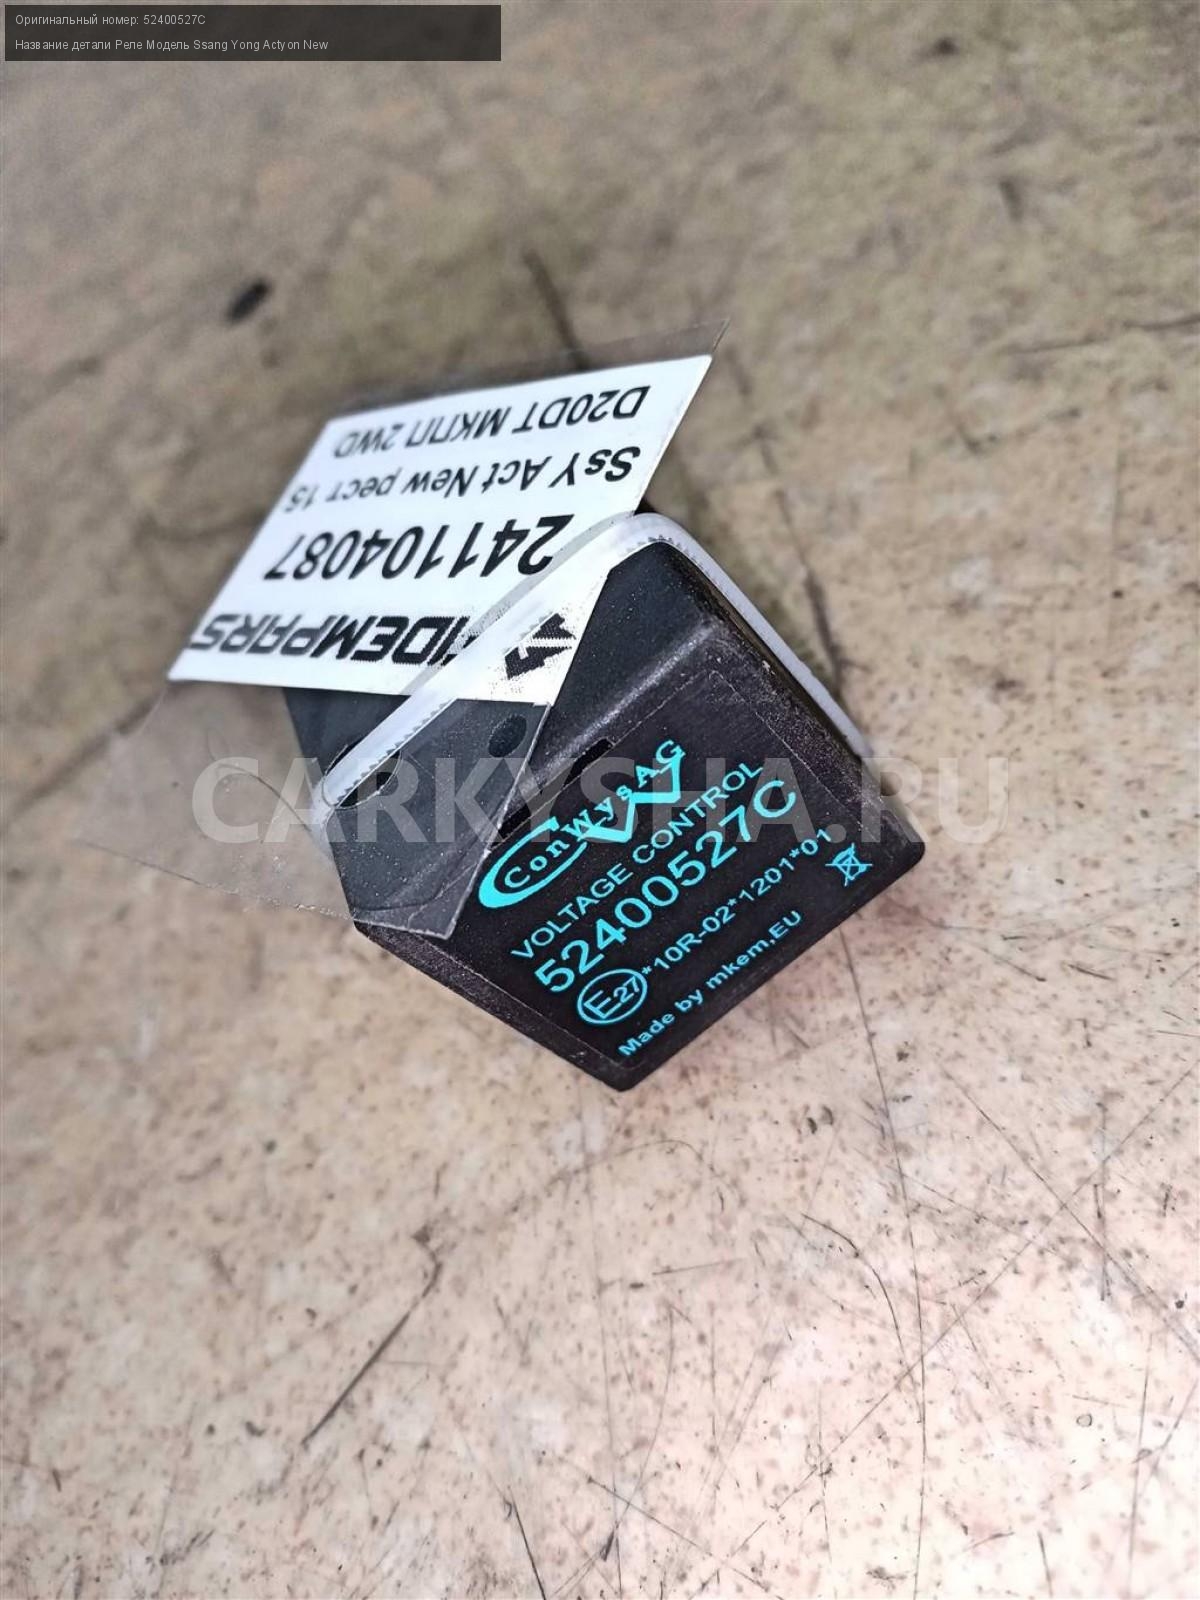 Оригинальный номер: 52400527C
Название детали Реле Модель Ssang Yong Actyon New
D20DT МКПП 2WD
SsY Act New рест 15
241104087
CARKYSHA.RU
ConWysAG
VOLTAGE CONTROL
52400527C
E27 *10R-02*1201*01
Made by mkem,EU